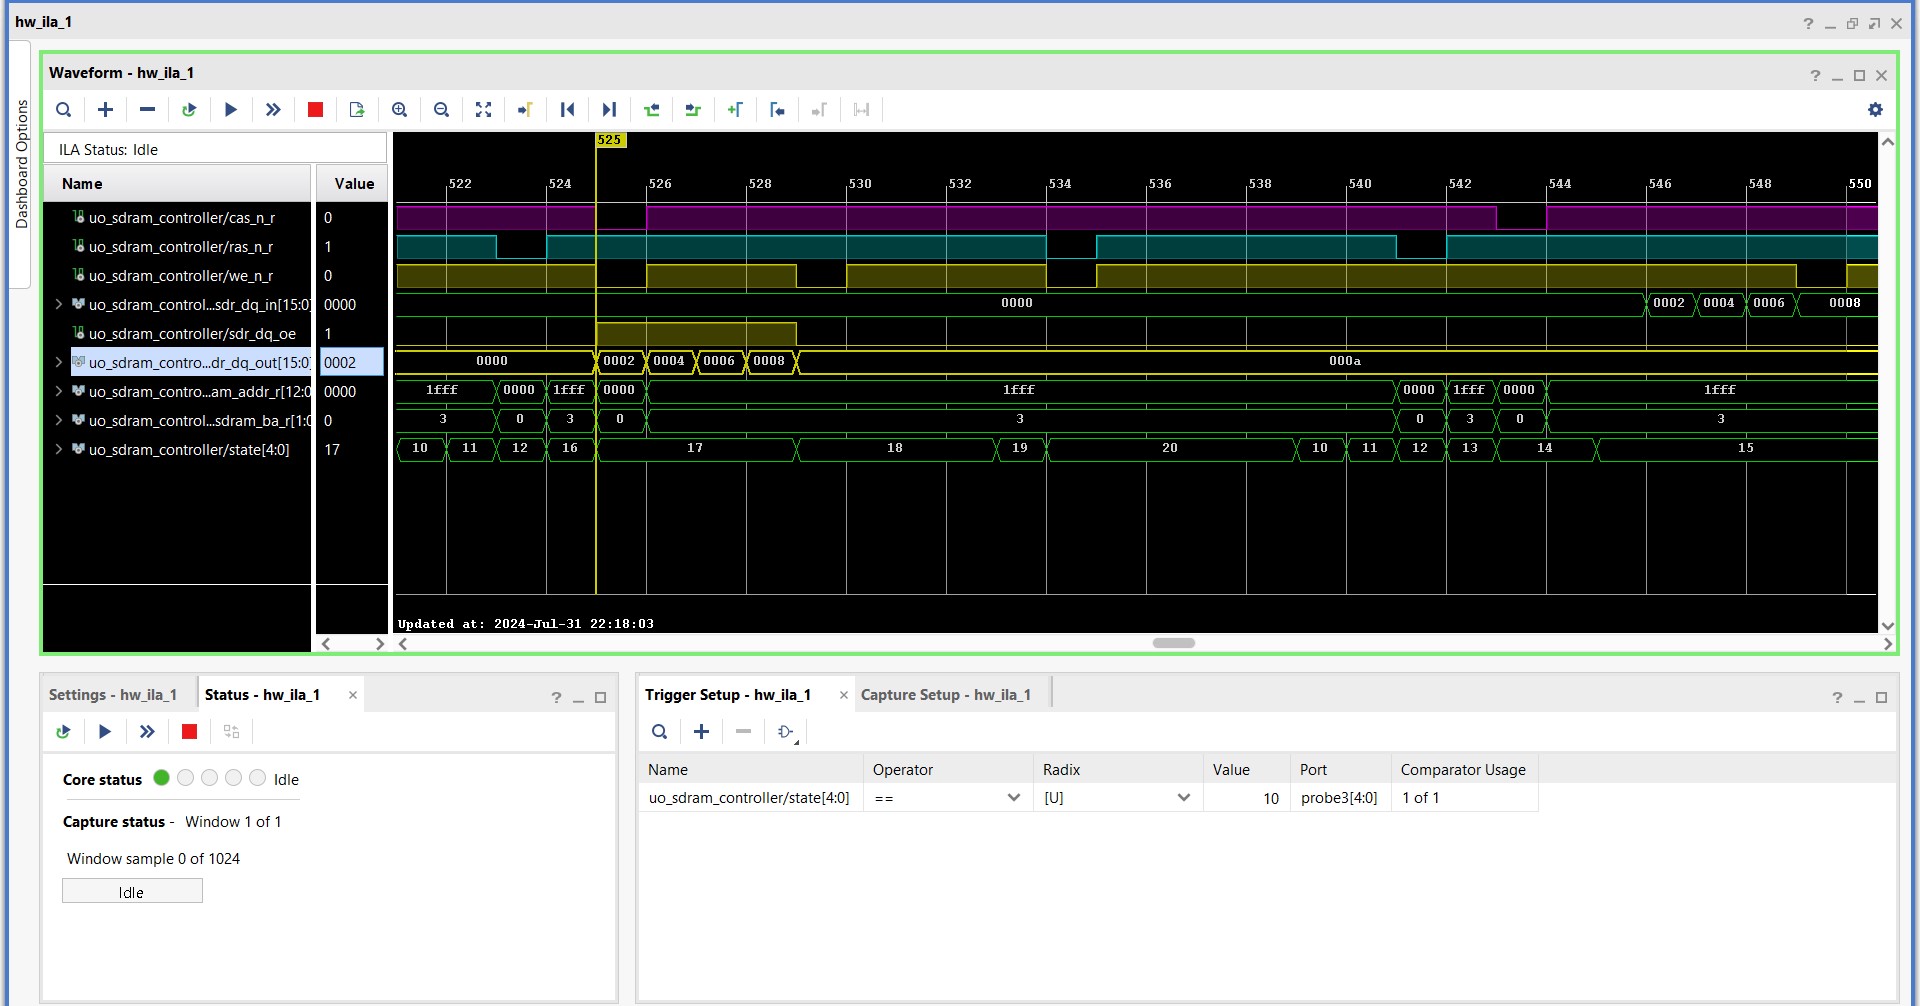 hw_ila_1
Dashboard Options
Waveform - hw_ila_1
ILA Status: Idle
Name Value
525
522 524 526 528 530 532 534 536 538 540 542 544 546 548 550
uo_sdram_controller/cas_n_r 0
uo_sdram_controller/ras_n_r 1
uo_sdram_controller/we_n_r 0
uo_sdram_control...sdr_dq_in[15:0] 0000 0000 0002 0004 0006 0008
uo_sdram_controller/sdr_dq_oe 1
uo_sdram_contro...dr_dq_out[15:0] 0002 0000 0002 0004 0006 0008 000a
uo_sdram_contro...am_addr_r[12:0 0000 1fff 0000 1fff 0000 1fff 0000 1fff 0000 1fff
uo_sdram_control...sdram_ba_r[1:0 0 3 0 3 0 3 0 3 0 3
uo_sdram_controller/state[4:0] 17 10 11 12 16 17 18 19 20 10 11 12 13 14 15
Updated at: 2024-Jul-31 22:18:03
Settings - hw_ila_1 Status - hw_ila_1
Core status Idle
Capture status - Window 1 of 1
Window sample 0 of 1024
Idle
Trigger Setup - hw_ila_1 Capture Setup - hw_ila_1
Name Operator Radix Value Port Comparator Usage
uo_sdram_controller/state[4:0] == [U] 10 probe3[4:0] 1 of 1